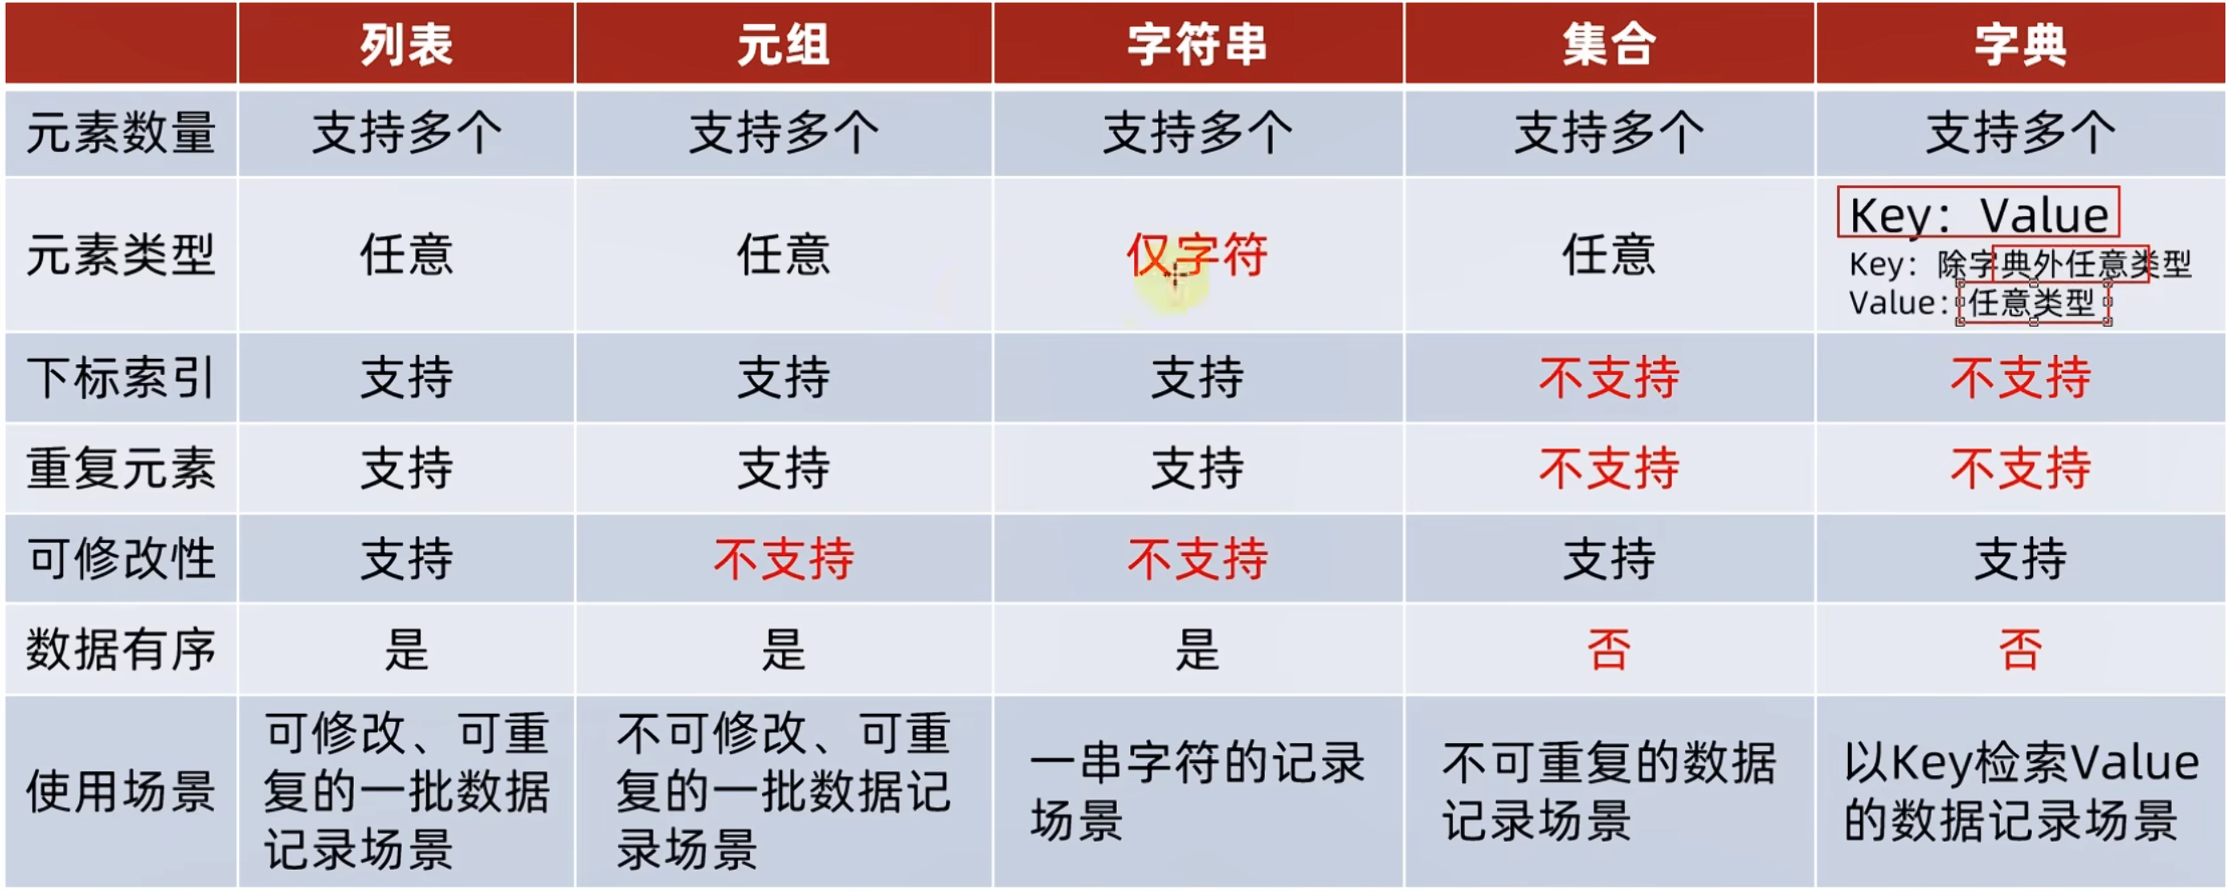 列表 元组 字符串 集合 字典
元素数量 支持多个 支持多个 支持多个 支持多个 支持多个
元素类型 任意 任意 仅字符 任意 Key：Value
Key：除字典外任意类型
Value：任意类型
下标索引 支持 支持 支持 不支持 不支持
重复元素 支持 支持 支持 不支持 不支持
可修改性 支持 不支持 不支持 支持 支持
数据有序 是 是 是 否 否
使用场景
可修改、可重
复的一批数据
记录场景
不可修改、可重
复的一批数据记
录场景
一串字符的记录
场景
不可重复的数据
记录场景
以Key检索Value
的数据记录场景